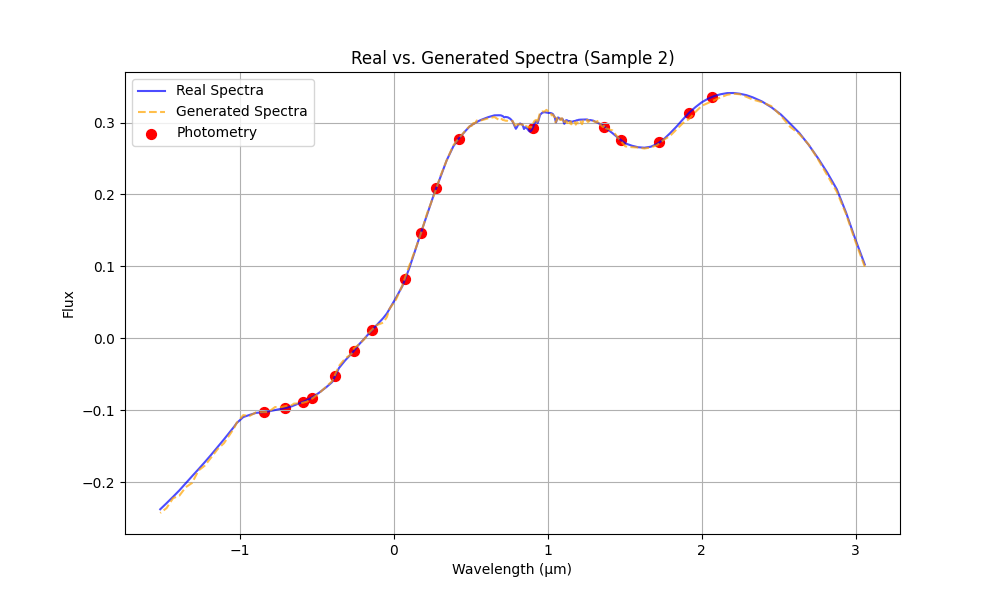 Real vs. Generated Spectra (Sample 2)
Real Spectra
Generated Spectra
Photometry
0.3
0.2
0.1
0.0
−0.1
−0.2
Flux
−1
0
1
2
3
Wavelength (μm)